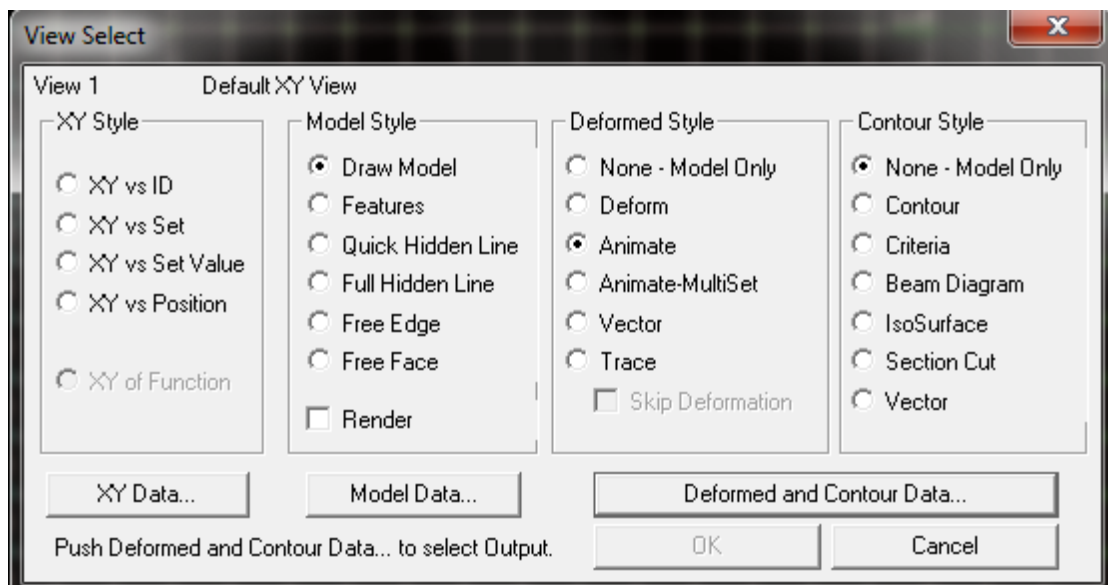 View Select
View 1 Default XY View
XY Style
XY vs ID
XY vs Set
XY vs Set Value
XY vs Position
XY of Function
Model Style
Draw Model
Features
Quick Hidden Line
Full Hidden Line
Free Edge
Free Face
Render
Deformed Style
None - Model Only
Deform
Animate
Animate-MultiSet
Vector
Trace
Skip Deformation
Contour Style
None - Model Only
Contour
Criteria
Beam Diagram
IsoSurface
Section Cut
Vector
XY Data...
Model Data...
Deformed and Contour Data...
Push Deformed and Contour Data... to select Output.
OK
Cancel